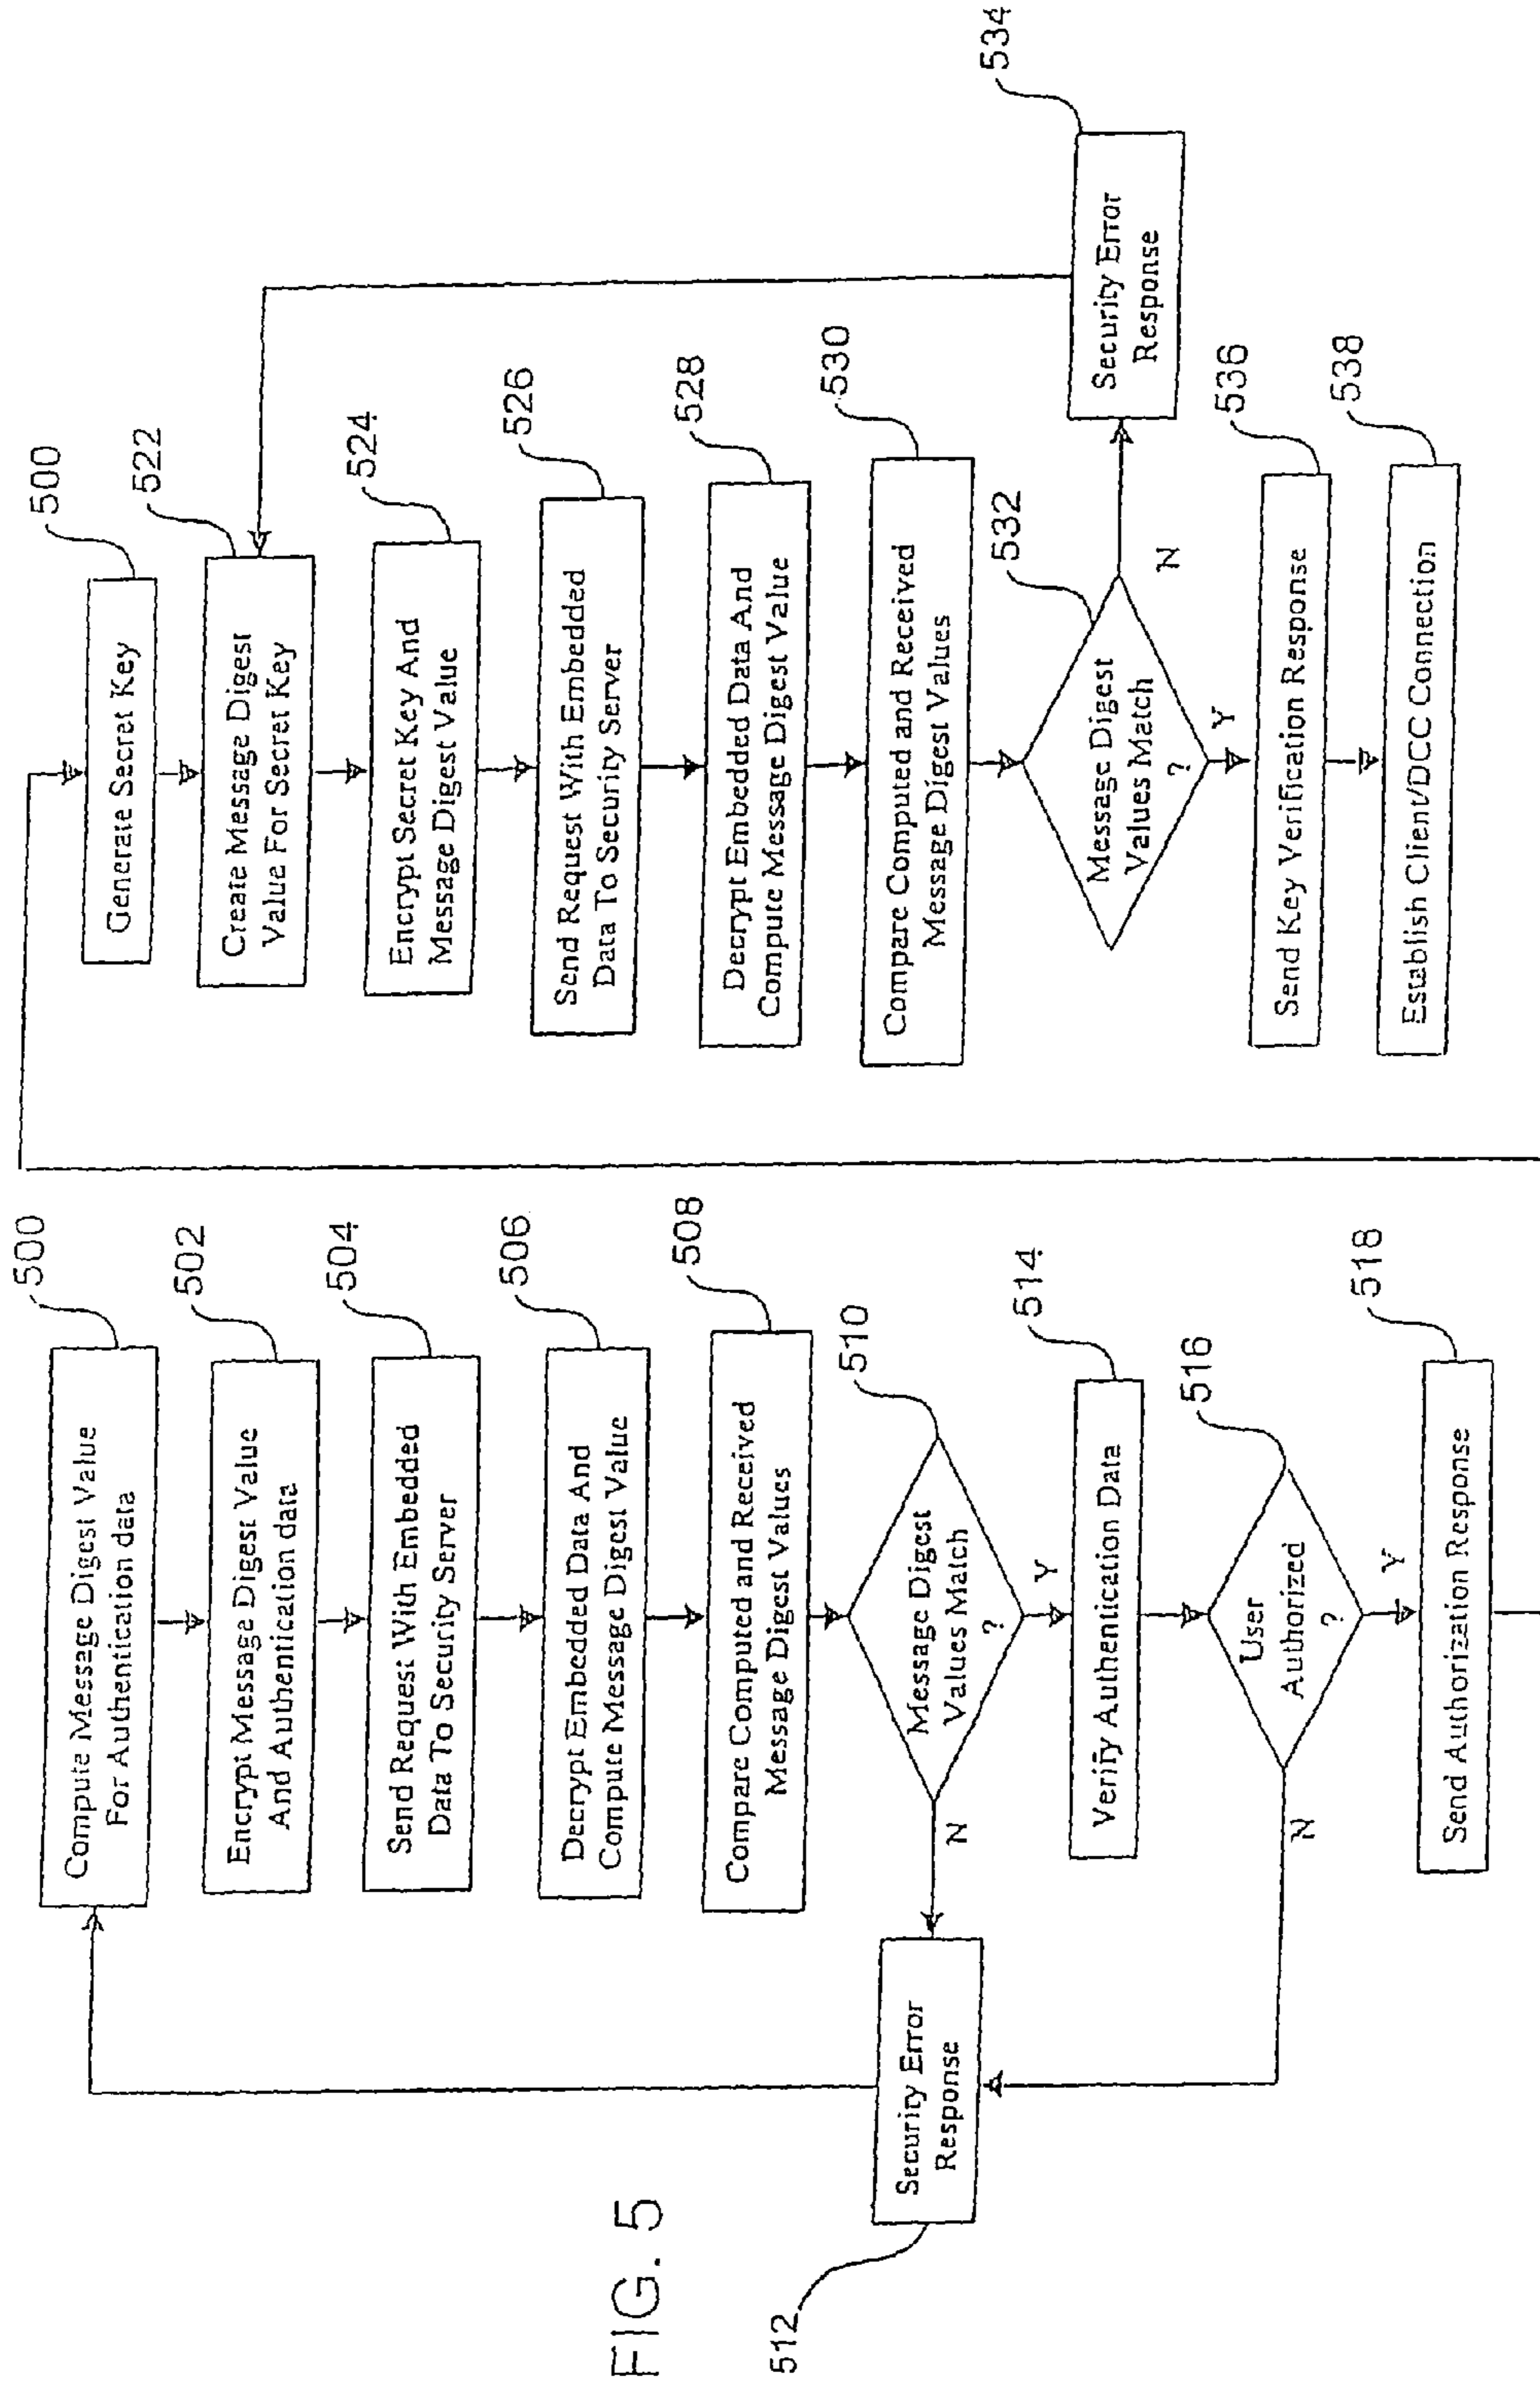 FIG. 5
500
Compute Message Digest Value
For Authentication data
502
Encrypt Message Digest Value
And Authentication data
504
Send Request With Embedded
Data To Security Server
506
Decrypt Embedded Data And
Compute Message Digest Value
508
Compare Computed and Received
Message Digest Values
510
Message Digest
Values Match
?
N
Y
512
Security Error
Response
514
Verify Authentication Data
516
User
Authorized
?
N
Y
518
Send Authorization Response
500
Generate Secret Key
522
Create Message Digest
Value For Secret Key
524
Encrypt Secret Key And
Message Digest Value
526
Send Request With Embedded
Data To Security Server
528
Decrypt Embedded Data And
Compute Message Digest Value
530
Compare Computed and Received
Message Digest Values
532
Message Digest
Values Match
?
N
Y
534
Security Error
Response
536
Send Key Verification Response
538
Establish Client/DCC Connection